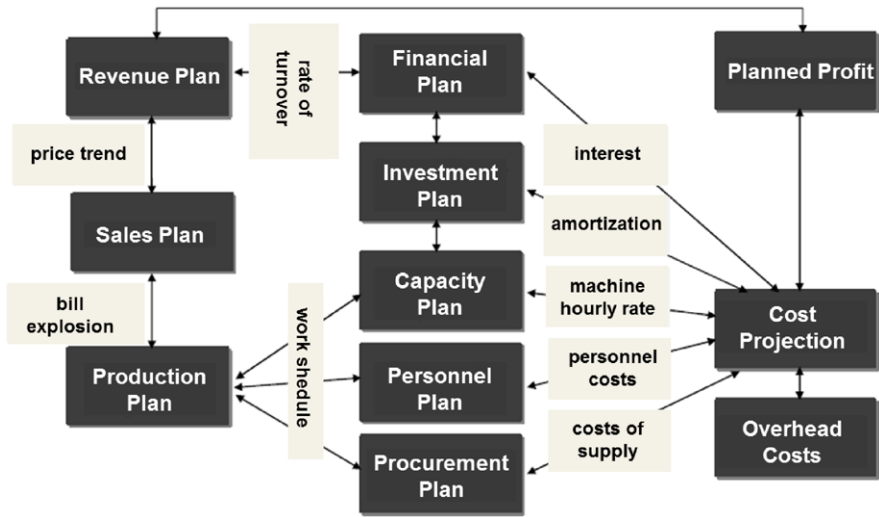 Revenue Plan
rate of
turnover
Financial
Plan
Planned Profit
price trend
Investment
Plan
interest
Sales Plan
amortization
bill
explosion
Capacity
Plan
machine
hourly rate
Cost
Projection
work shedule
Production
Plan
Personnel
Plan
personnel
costs
Procurement
Plan
costs of
supply
Overhead
Costs